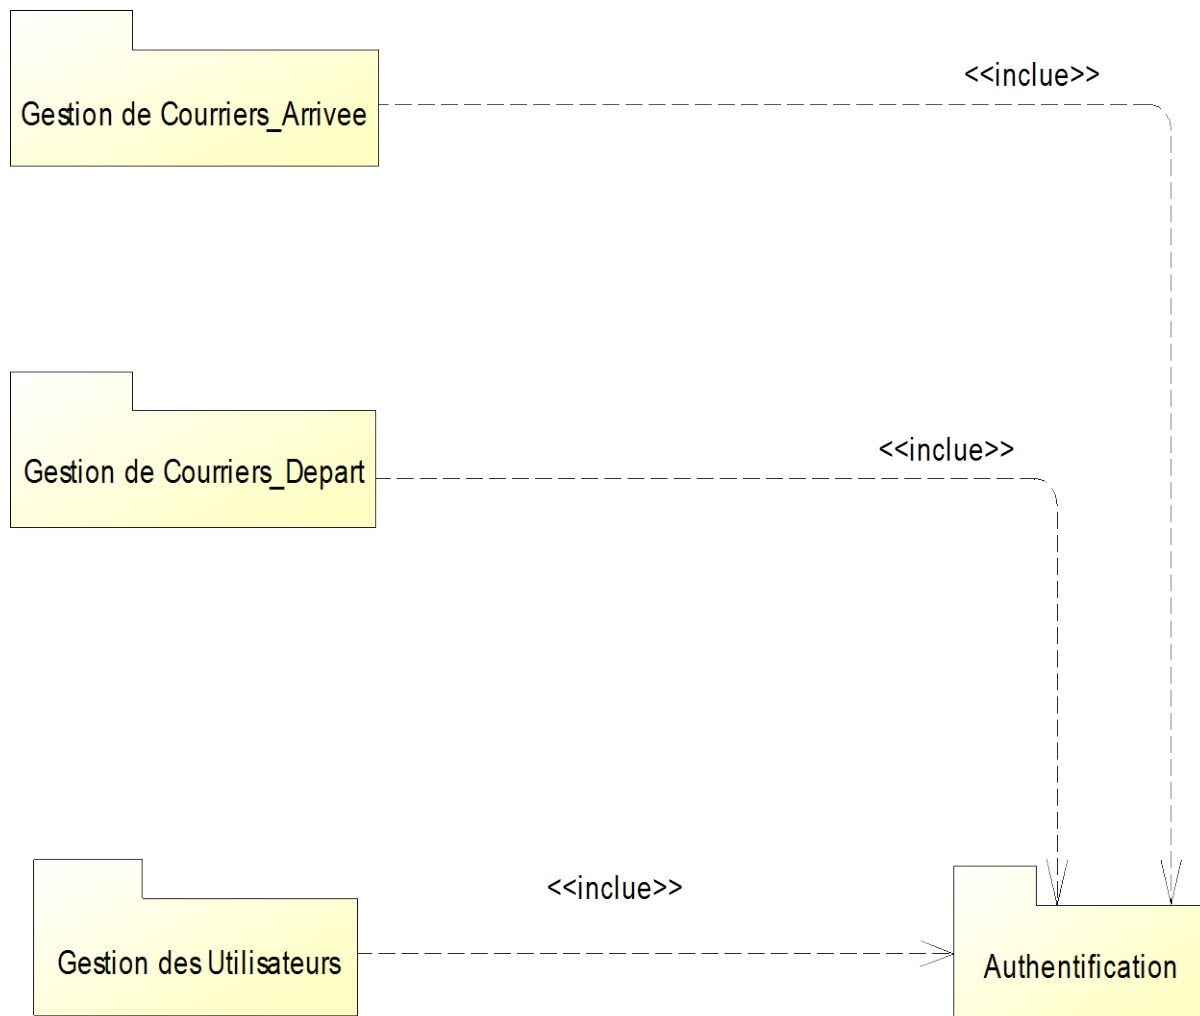 <<inclue>>
Gestion de Courriers_Arrivee
<<inclue>>
Gestion de Courriers_Depart
<<inclue>>
Gestion des Utilisateurs
Authentification